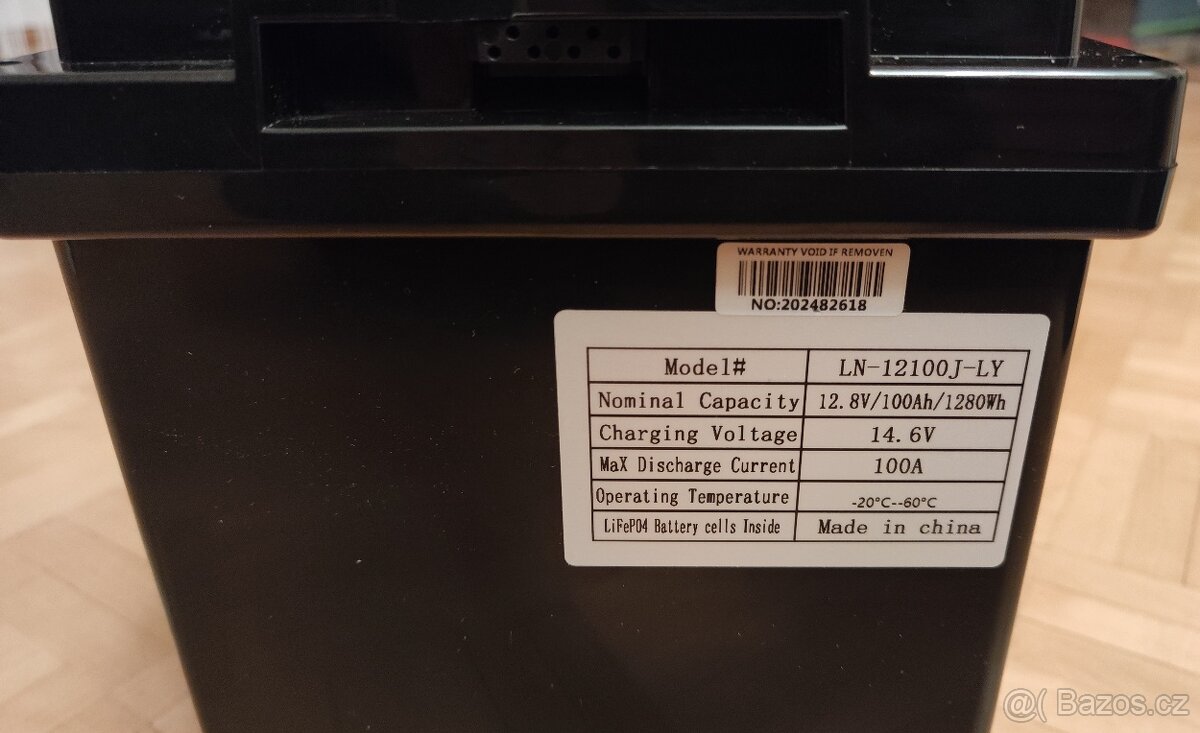 WARRANTY VOID IF REMOVEN
NO:202482618
Model# LN-12100J-LY
Nominal Capacity 12.8V/100Ah/1280Wh
Charging Voltage 14.6V
MaX Discharge Current 100A
Operating Temperature -20°C--60°C
LiFePO4 Battery cells Inside Made in china
@( Bazos.cz